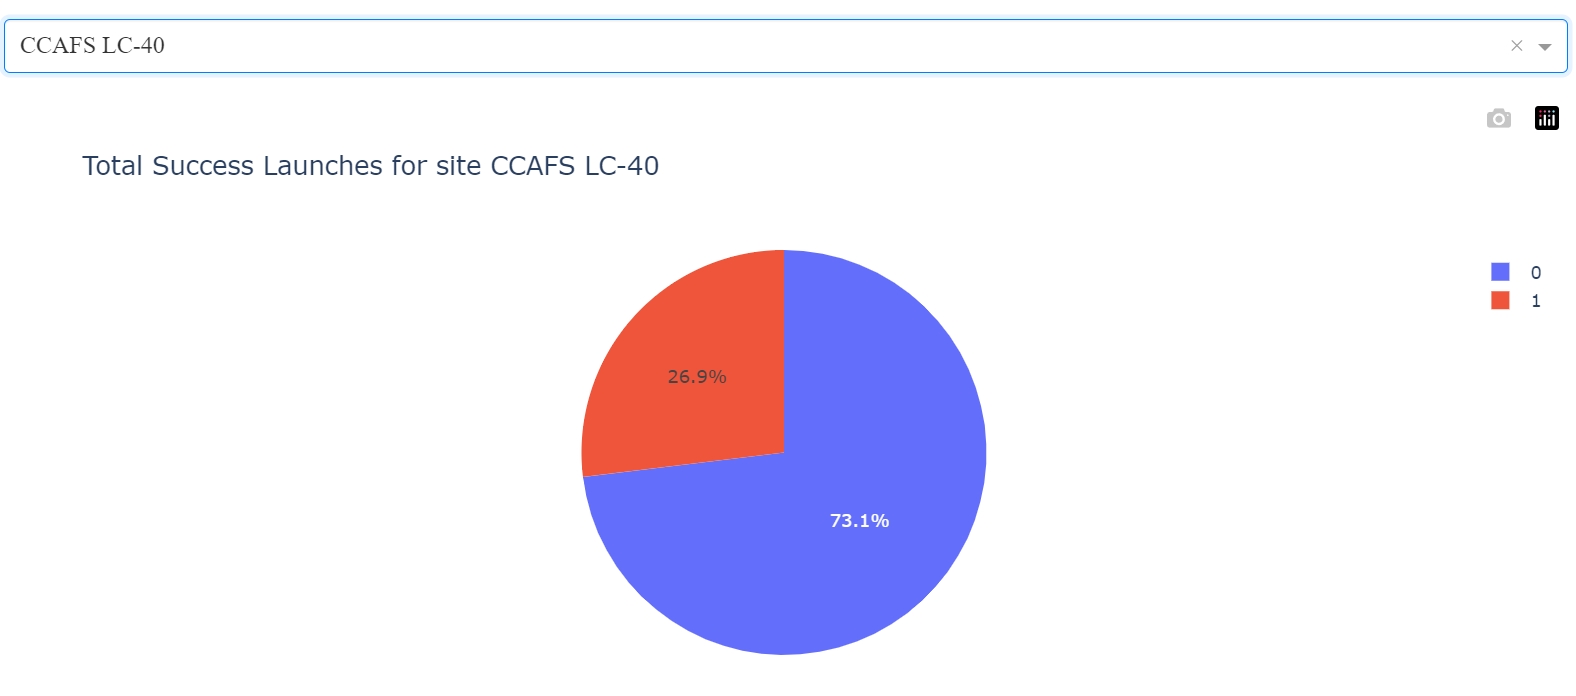 CCAFS LC-40
Total Success Launches for site CCAFS LC-40
0
1
26.9%
73.1%